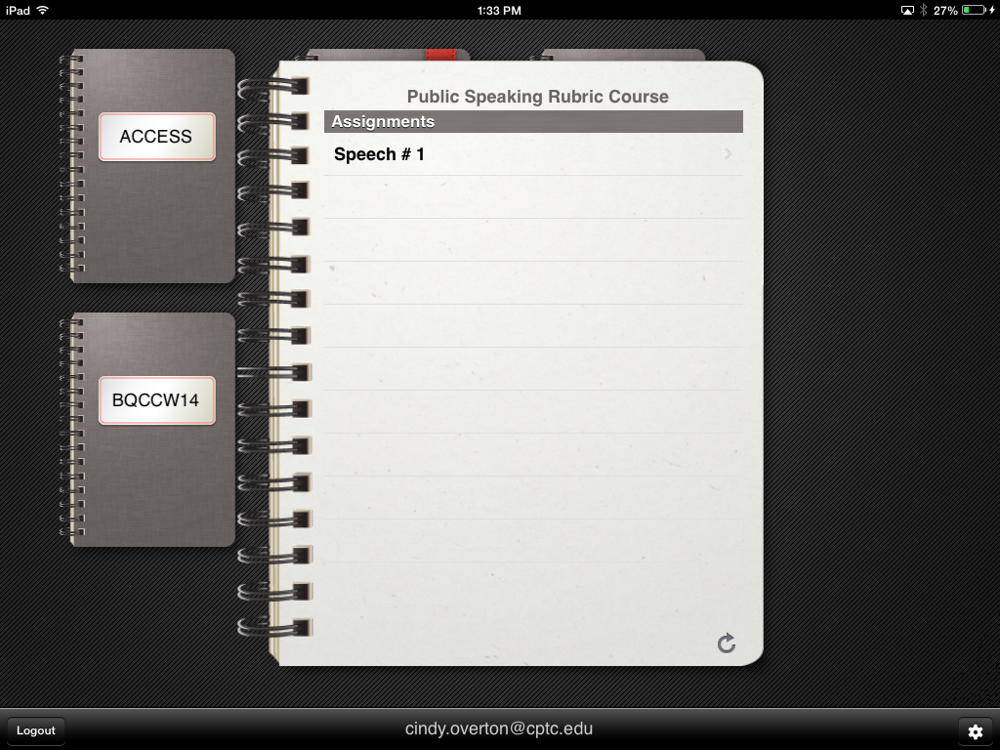 iPad 1:33 PM 27%
ACCESS
BQCCW14
Public Speaking Rubric Course
Assignments
Speech # 1
Logout cindy.overton@cptc.edu